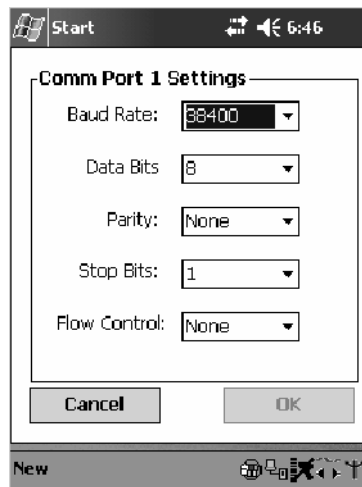 Start 6:46
Comm Port 1 Settings
Baud Rate: 38400
Data Bits 8
Parity: None
Stop Bits: 1
Flow Control: None
Cancel OK
New